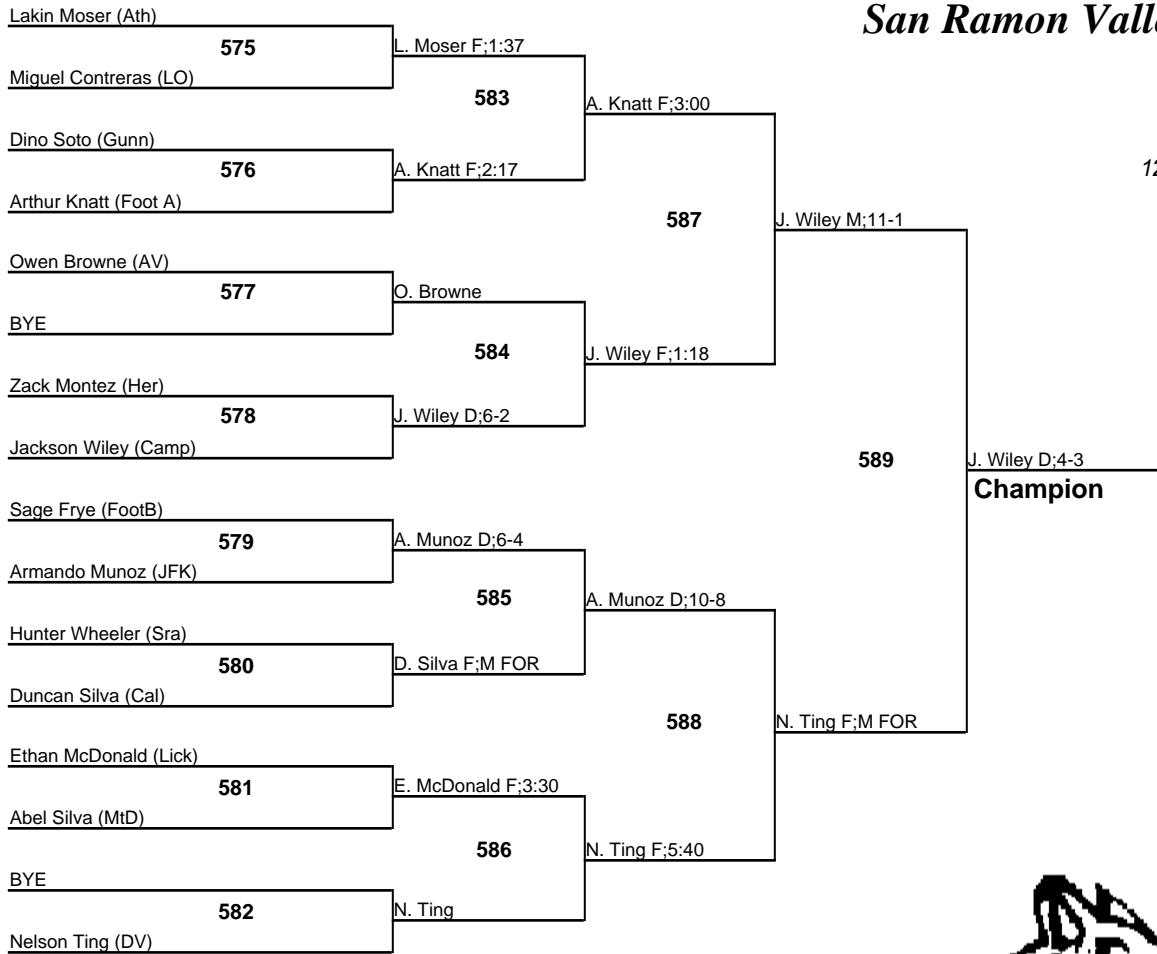 Lakin Moser (Ath)
San Ramon Valle
575
L. Moser F;1:37
Miguel Contreras (LO)
583
A. Knatt F;3:00
Dino Soto (Gunn)
576
A. Knatt F;2:17
12
Arthur Knatt (Foot A)
587
J. Wiley M;11-1
Owen Browne (AV)
577
O. Browne
BYE
584
J. Wiley F;1:18
Zack Montez (Her)
578
J. Wiley D;6-2
Jackson Wiley (Camp)
589
J. Wiley D;4-3
Champion
Sage Frye (FootB)
579
A. Munoz D;6-4
Armando Munoz (JFK)
585
A. Munoz D;10-8
Hunter Wheeler (Sra)
580
D. Silva F;M FOR
Duncan Silva (Cal)
588
N. Ting F;M FOR
Ethan McDonald (Lick)
581
E. McDonald F;3:30
Abel Silva (MtD)
586
N. Ting F;5:40
BYE
582
N. Ting
Nelson Ting (DV)